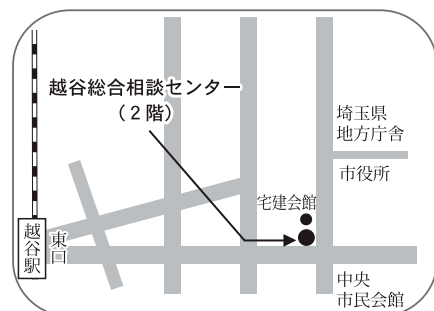 越谷総合相談センター
（２階）
埼玉県
地方庁舎
市役所
宅建会館
越谷駅
東口
中央
市民会館